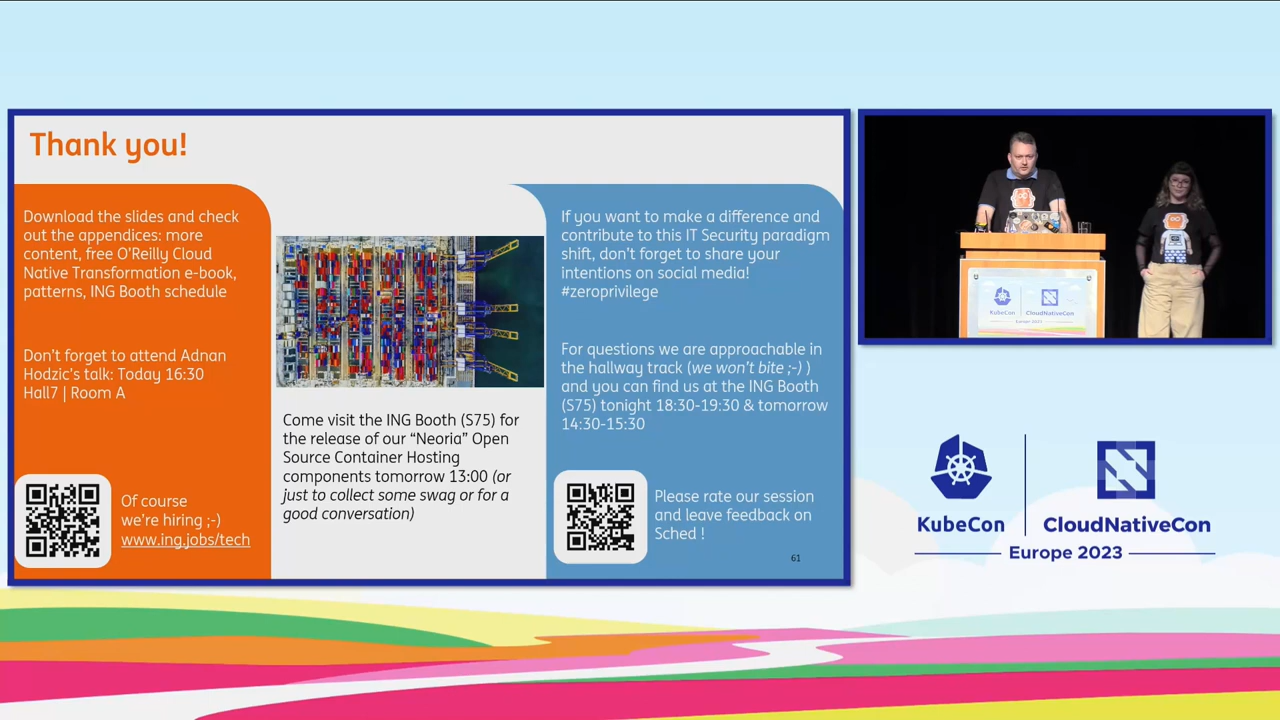 Thank you!
Download the slides and check
out the appendices: more
content, free O'Reilly Cloud
Native Transformation e-book,
patterns, ING Booth schedule
Don't forget to attend Adnan
Hodzic's talk: Today 16:30
Hall7 | Room A
Of course
we're hiring ;-)
www.ing.jobs/tech
Come visit the ING Booth (S75) for
the release of our “Neoria” Open
Source Container Hosting
components tomorrow 13:00 (or
just to collect some swag or for a
good conversation)
If you want to make a difference and
contribute to this IT Security paradigm
shift, don't forget to share your
intentions on social media!
#zeroprivilege
For questions we are approachable in
the hallway track (we won't bite ;-) )
and you can find us at the ING Booth
(S75) tonight 18:30-19:30 & tomorrow
14:30-15:30
Please rate our session
and leave feedback on
Sched !
61
KubeCon
CloudNativeCon
Europe 2023
KubeCon
CloudNativeCon
Europe 2023